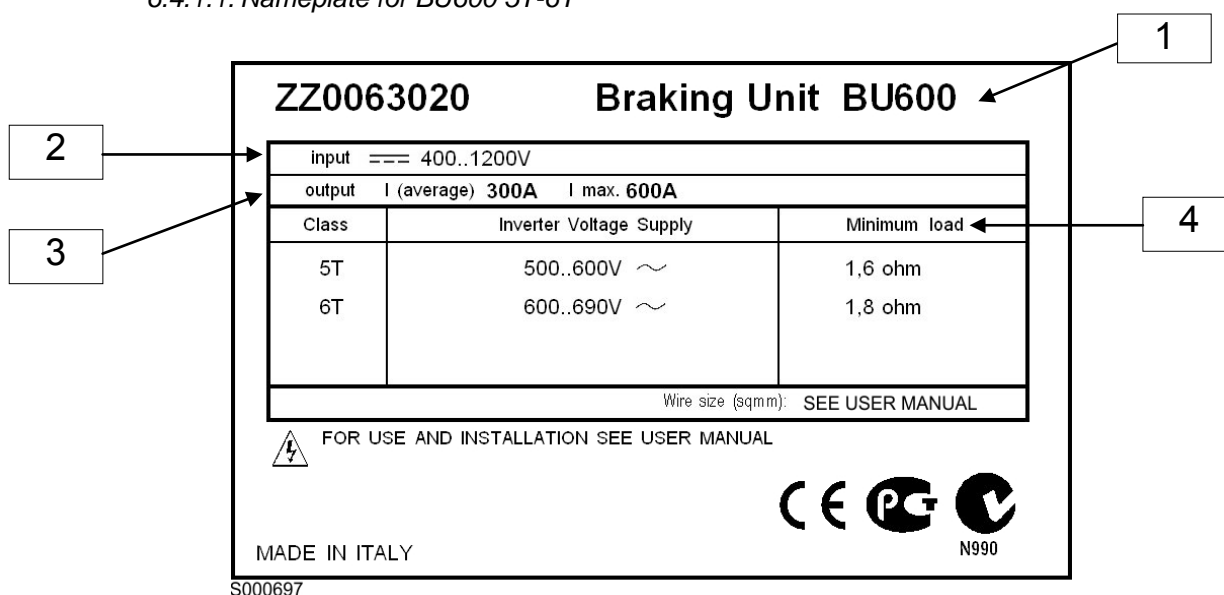 6.4.1.1. Nameplate for BU600 5T-6T
1
ZZ0063020 Braking Unit BU600
2
input 400..1200V
output I (average) 300A I max. 600A
3
Class Inverter Voltage Supply Minimum load
4
5T 500..600V 1,6 ohm
6T 600..690V 1,8 ohm
Wire size (sqmm): SEE USER MANUAL
FOR USE AND INSTALLATION SEE USER MANUAL
CE PCT
N990
MADE IN ITALY
S000697